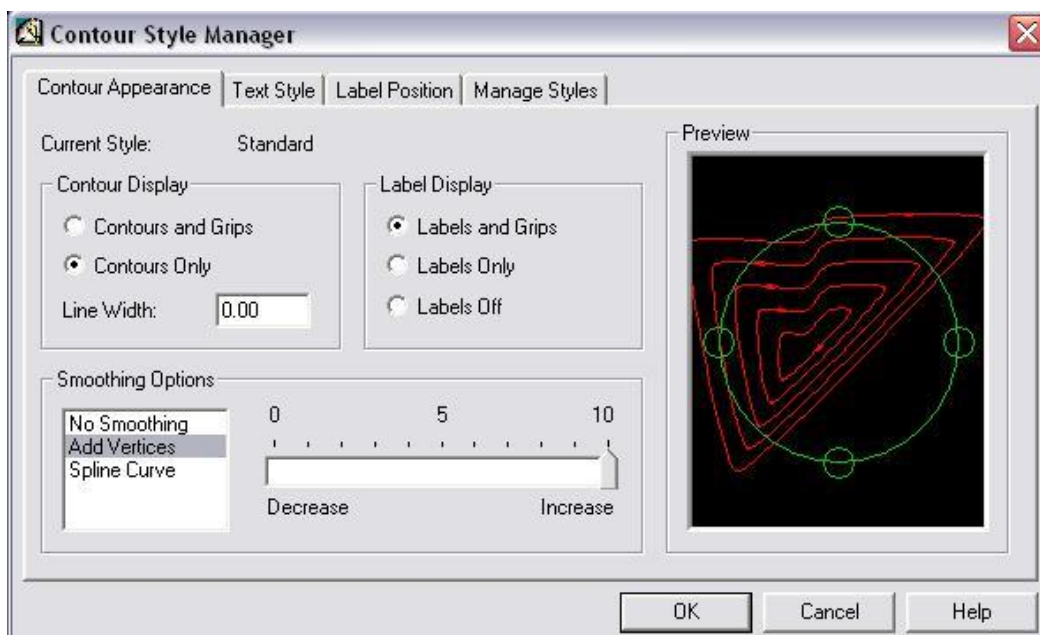 Contour Style Manager
Contour Appearance
Text Style
Label Position
Manage Styles
Current Style: Standard
Contour Display
Contours and Grips
Contours Only
Line Width: 0.00
Label Display
Labels and Grips
Labels Only
Labels Off
Smoothing Options
No Smoothing
Add Vertices
Spline Curve
0 5 10
Decrease Increase
Preview
OK Cancel Help